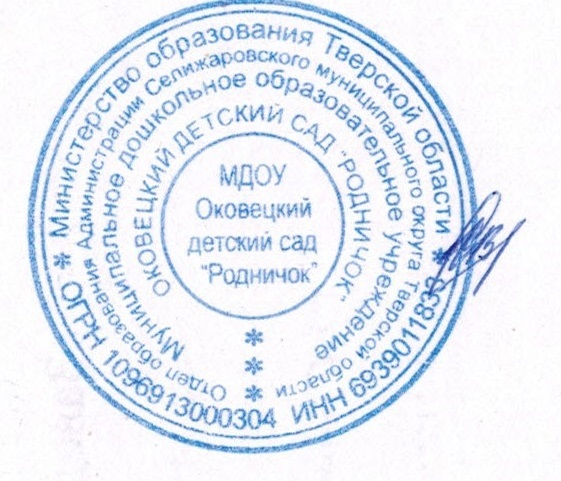 Министерство образования Тверской области
Отдел образования Администрации Селижаровского муниципального округа Тверской области
Муниципальное дошкольное образовательное учреждение
ОКОВЕЦКИЙ ДЕТСКИЙ САД "РОДНИЧОК"
МДОУ
Оковецкий
детский сад
"Родничок"
ОГРН 1096913000304 ИНН 6939011833